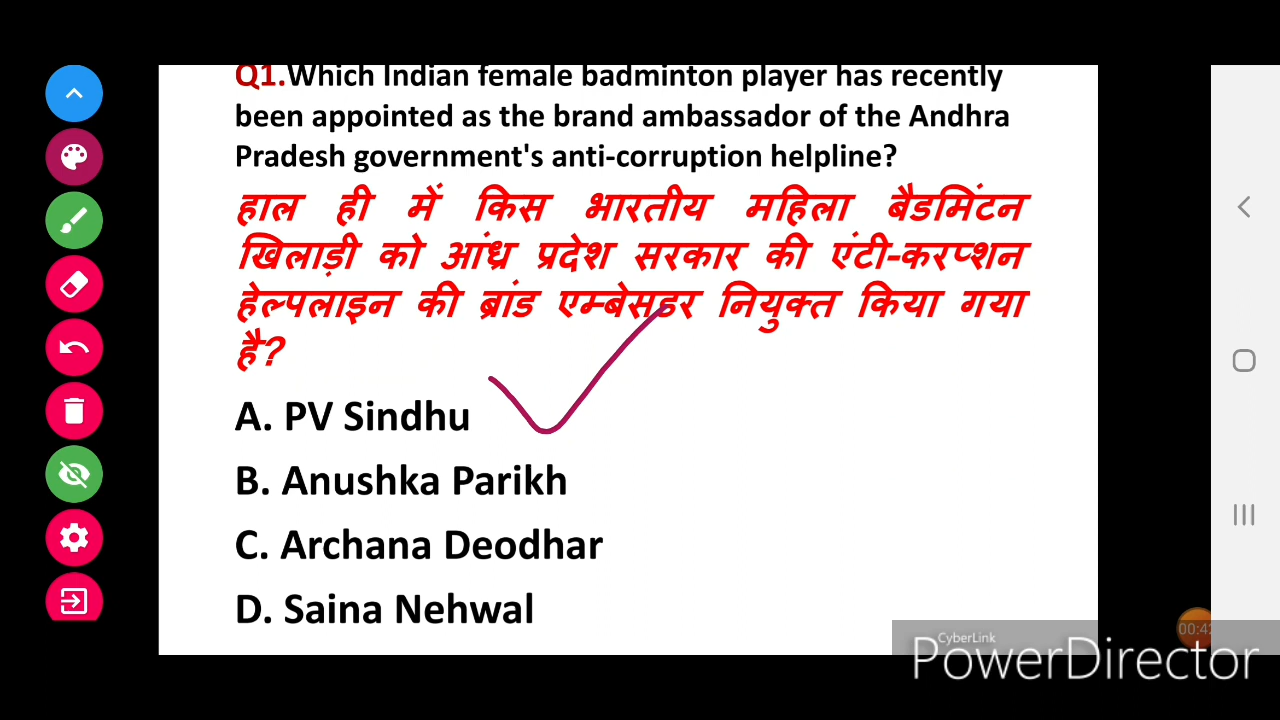 Q1.Which Indian female badminton player has recently
been appointed as the brand ambassador of the Andhra
Pradesh government's anti-corruption helpline?
हाल ही में किस भारतीय महिला बैडमिंटन
खिलाड़ी को आंध्र प्रदेश सरकार की एंटी-करप्शन
हेल्पलाइन की ब्रांड एम्बेसडर नियुक्त किया गया
है?
A. PV Sindhu
B. Anushka Parikh
C. Archana Deodhar
D. Saina Nehwal
00:42
CyberLink
PowerDirector